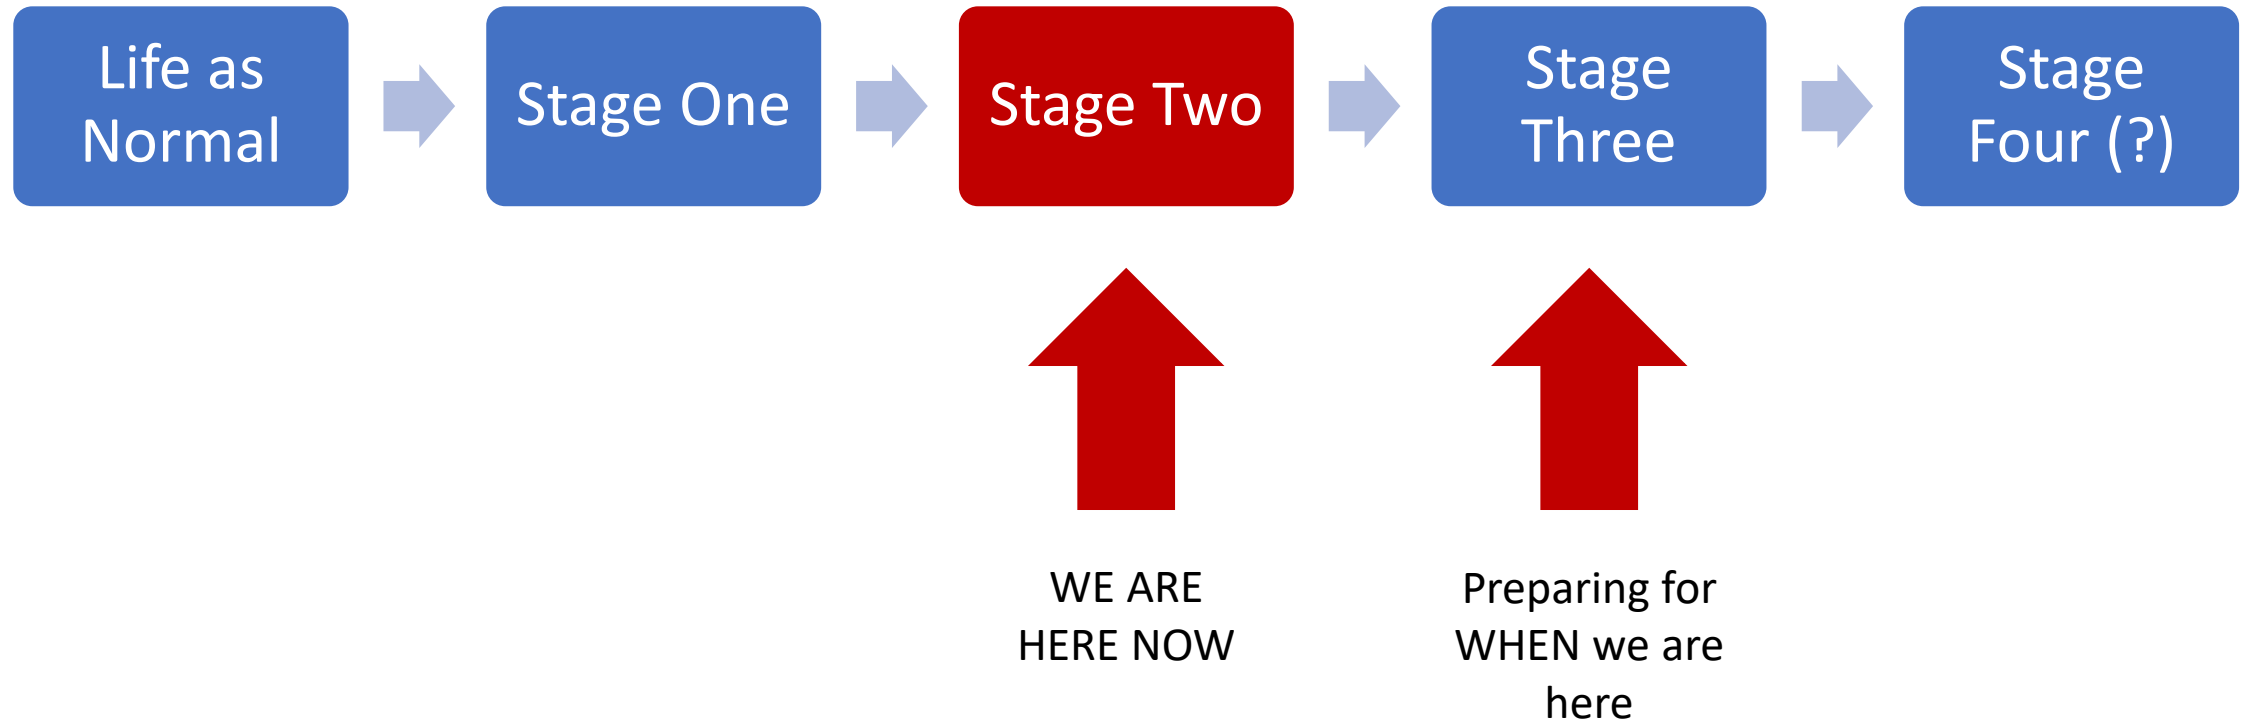 Life as
Normal
Stage One
Stage Two
Stage
Three
Stage
Four (?)
WE ARE
HERE NOW
Preparing for
WHEN we are
here